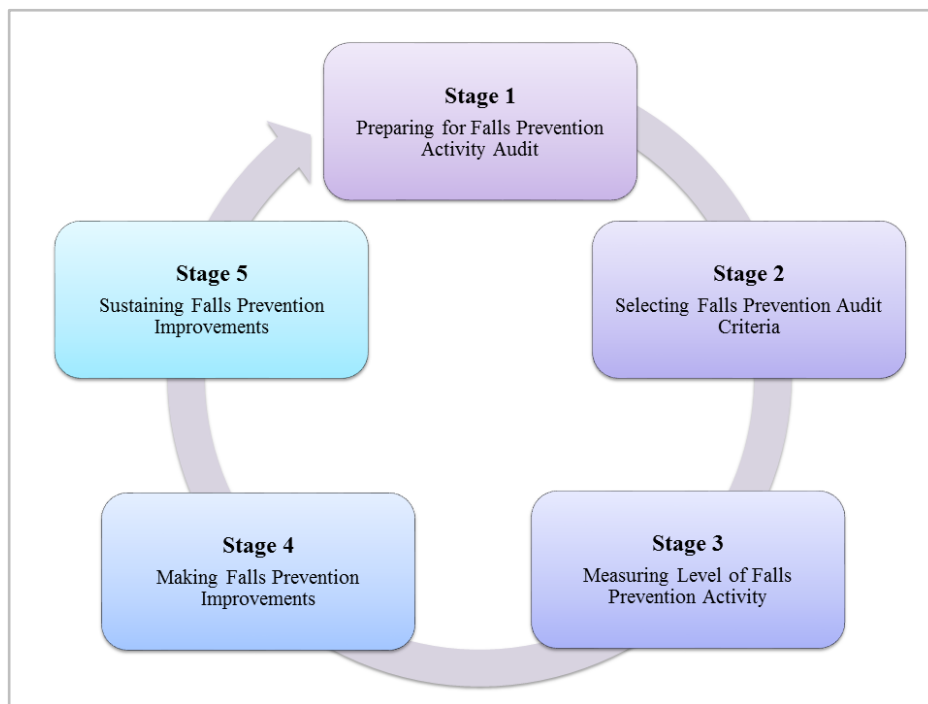 Stage 1
Preparing for Falls Prevention
Activity Audit
Stage 2
Selecting Falls Prevention Audit
Criteria
Stage 3
Measuring Level of Falls
Prevention Activity
Stage 4
Making Falls Prevention
Improvements
Stage 5
Sustaining Falls Prevention
Improvements